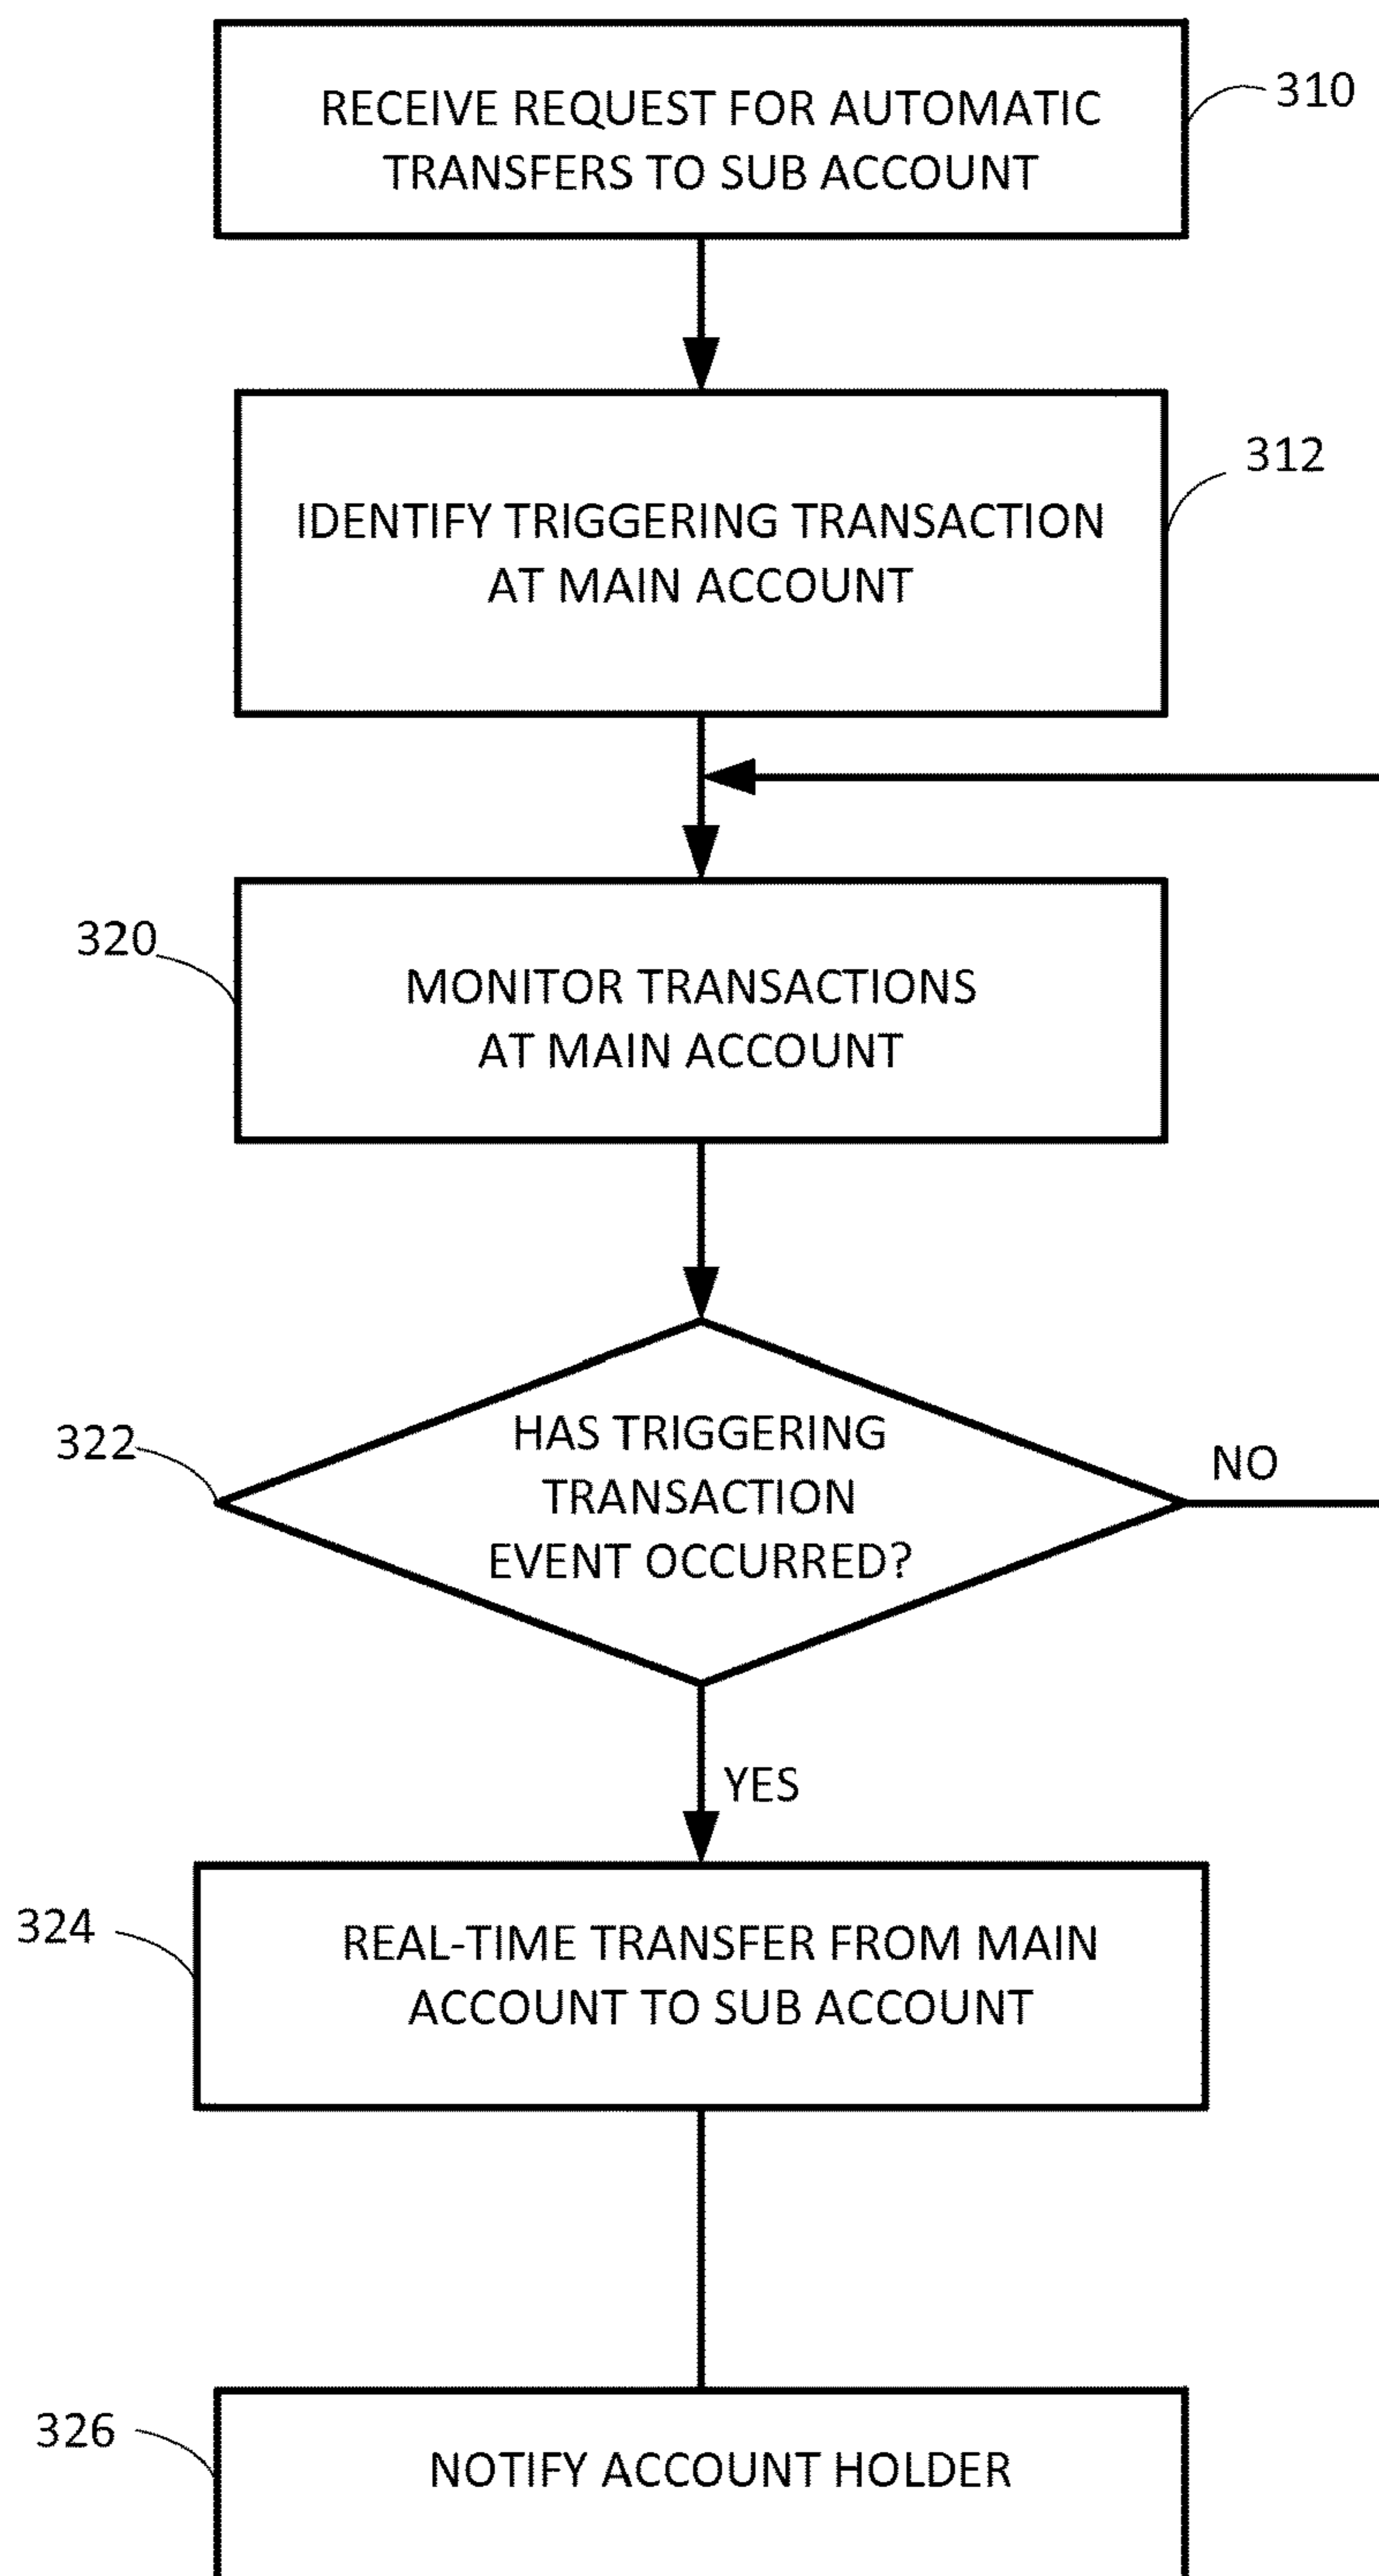 RECEIVE REQUEST FOR AUTOMATIC
TRANSFERS TO SUB ACCOUNT
310
IDENTIFY TRIGGERING TRANSACTION
AT MAIN ACCOUNT
312
320
MONITOR TRANSACTIONS
AT MAIN ACCOUNT
322
HAS TRIGGERING
TRANSACTION
EVENT OCCURRED?
NO
YES
324
REAL-TIME TRANSFER FROM MAIN
ACCOUNT TO SUB ACCOUNT
326
NOTIFY ACCOUNT HOLDER